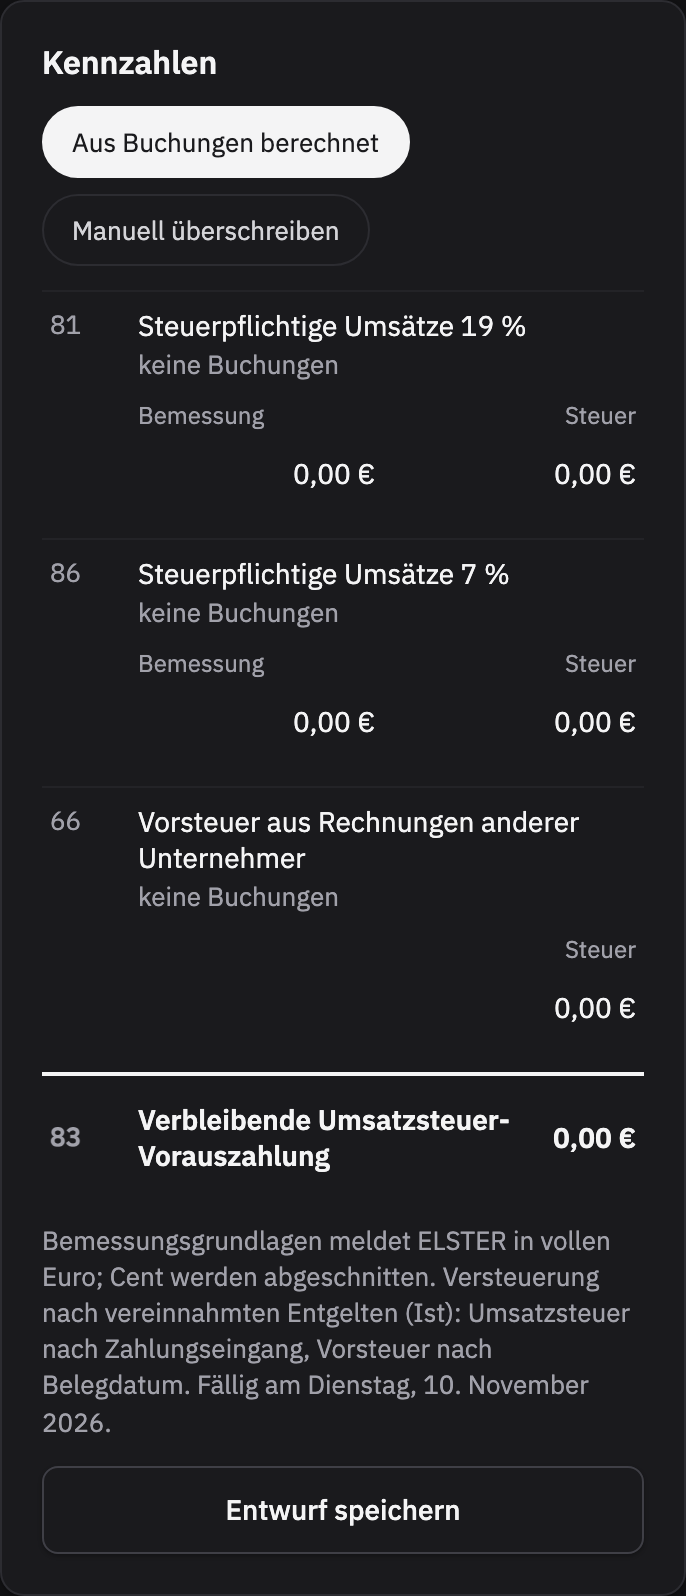 Kennzahlen
Aus Buchungen berechnet
Manuell überschreiben
81 Steuerpflichtige Umsätze 19 %
keine Buchungen
Bemessung Steuer
0,00 € 0,00 €
86 Steuerpflichtige Umsätze 7 %
keine Buchungen
Bemessung Steuer
0,00 € 0,00 €
66 Vorsteuer aus Rechnungen anderer
Unternehmer
keine Buchungen
Steuer
0,00 €
83 Verbleibende Umsatzsteuer-
Vorauszahlung 0,00 €
Bemessungsgrundlagen meldet ELSTER in vollen
Euro; Cent werden abgeschnitten. Versteuerung
nach vereinnahmten Entgelten (Ist): Umsatzsteuer
nach Zahlungseingang, Vorsteuer nach
Belegdatum. Fällig am Dienstag, 10. November
2026.
Entwurf speichern